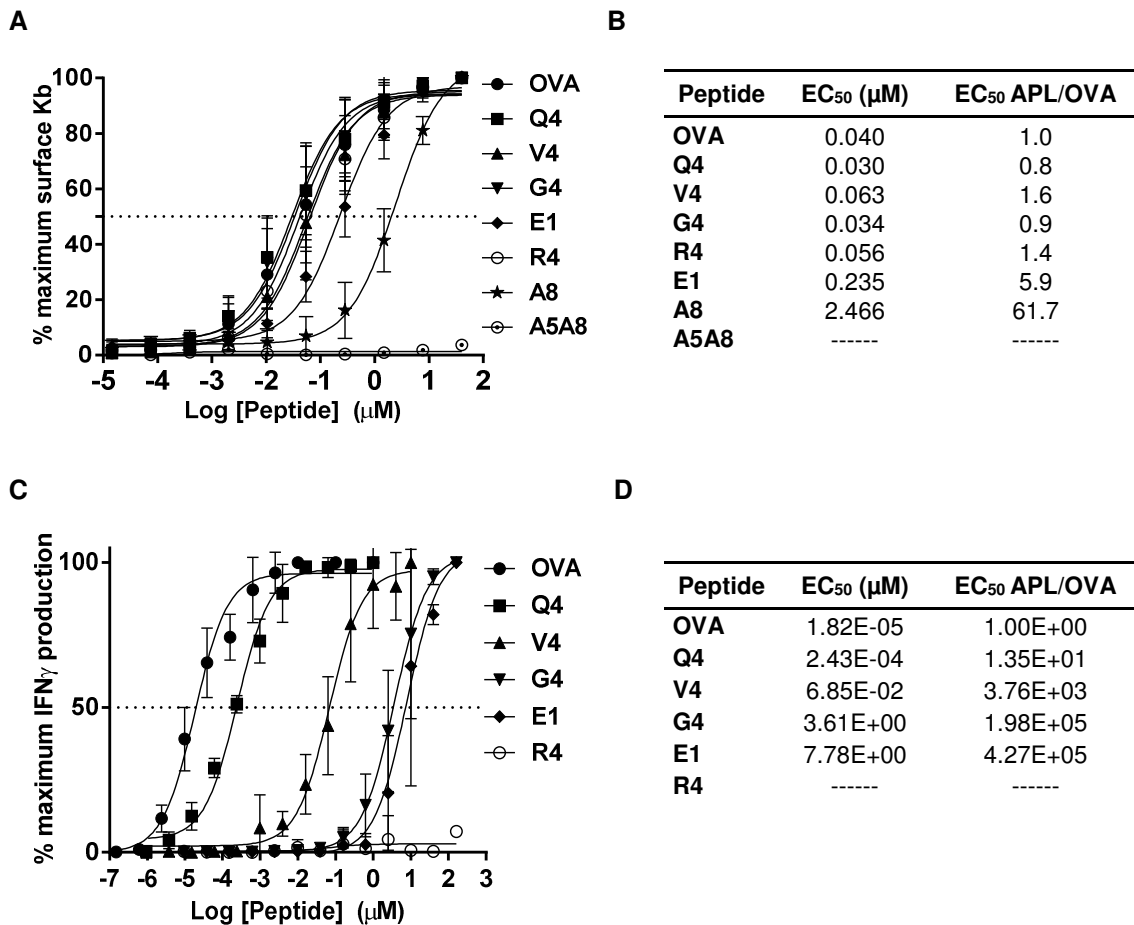 A
% maximum surface Kb
100
80
60
40
20
0
-5 -4 -3 -2 -1 0 1 2
Log [Peptide] (μM)
OVA
Q4
V4
G4
E1
R4
A8
A5A8
B
Peptide EC50 (μM) EC50 APL/OVA
OVA 0.040 1.0
Q4 0.030 0.8
V4 0.063 1.6
G4 0.034 0.9
R4 0.056 1.4
E1 0.235 5.9
A8 2.466 61.7
A5A8 ------ ------
C
% maximum IFNγ production
100
50
0
-7 -6 -5 -4 -3 -2 -1 0 1 2 3
Log [Peptide] (μM)
OVA
Q4
V4
G4
E1
R4
D
Peptide EC50 (μM) EC50 APL/OVA
OVA 1.82E-05 1.00E+00
Q4 2.43E-04 1.35E+01
V4 6.85E-02 3.76E+03
G4 3.61E+00 1.98E+05
E1 7.78E+00 4.27E+05
R4 ------ ------